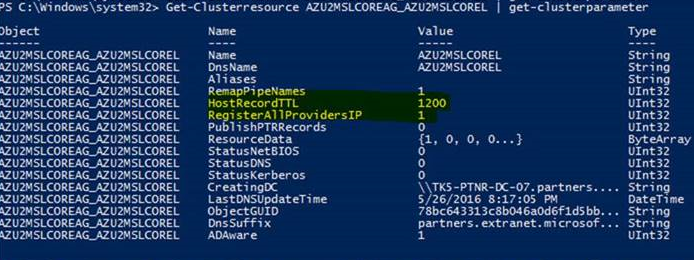 PS C:\Windows\system32> Get-Clusterresource AZU2MSLCOREAG_AZU2MSLCOREL | get-clusterparameter
Object Name Value Type
------ ---- ----- ----
AZU2MSLCOREAG_AZU2MSLCOREL Name AZU2MSLCOREL String
AZU2MSLCOREAG_AZU2MSLCOREL DnsName AZU2MSLCOREL String
AZU2MSLCOREAG_AZU2MSLCOREL Aliases String
AZU2MSLCOREAG_AZU2MSLCOREL RemapPipeNames 1 UInt32
AZU2MSLCOREAG_AZU2MSLCOREL HostRecordTTL 1200 UInt32
AZU2MSLCOREAG_AZU2MSLCOREL RegisterAllProvidersIP 1 UInt32
AZU2MSLCOREAG_AZU2MSLCOREL PublishPTRRecords 0 UInt32
AZU2MSLCOREAG_AZU2MSLCOREL ResourceData {1, 0, 0, 0...} ByteArray
AZU2MSLCOREAG_AZU2MSLCOREL StatusNetBIOS 0 UInt32
AZU2MSLCOREAG_AZU2MSLCOREL StatusDNS 0 UInt32
AZU2MSLCOREAG_AZU2MSLCOREL StatusKerberos 0 UInt32
AZU2MSLCOREAG_AZU2MSLCOREL CreatingDC \\TK5-PTNR-DC-07.partners.... String
AZU2MSLCOREAG_AZU2MSLCOREL LastDNSUpdateTime 5/26/2016 8:17:05 PM DateTime
AZU2MSLCOREAG_AZU2MSLCOREL ObjectGUID 78bc643313c8b046a0d6f1d5bb... String
AZU2MSLCOREAG_AZU2MSLCOREL DnsSuffix partners.extranet.microsof... String
AZU2MSLCOREAG_AZU2MSLCOREL ADAware 1 UInt32